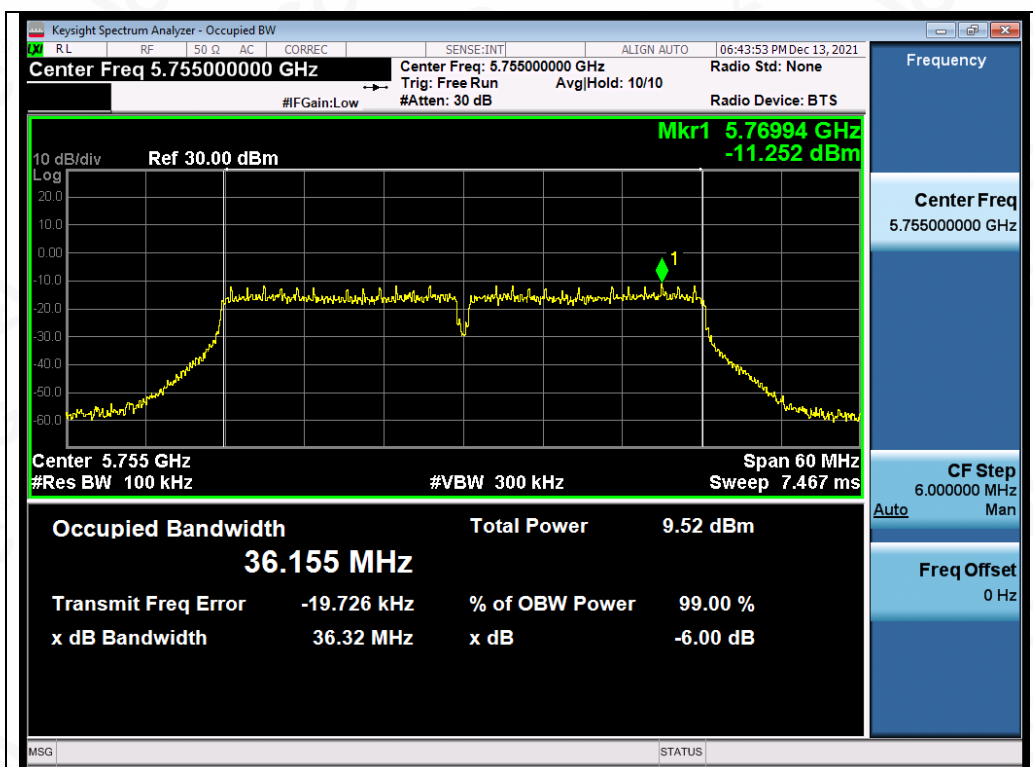 Keysight Spectrum Analyzer - Occupied BW
LXI RL RF 50 Ω AC CORREC SENSE:INT ALIGN AUTO 06:43:53 PM Dec 13, 2021
Center Freq 5.755000000 GHz
Center Freq: 5.755000000 GHz Radio Std: None
Trig: Free Run Avg|Hold: 10/10
#IFGain:Low #Atten: 30 dB Radio Device: BTS
Mkr1 5.76994 GHz
-11.252 dBm
10 dB/div Ref 30.00 dBm
Log
20.0
10.0
0.00
1
-10.0
-20.0
-30.0
-40.0
-50.0
-60.0
Center 5.755 GHz Span 60 MHz
#Res BW 100 kHz #VBW 300 kHz Sweep 7.467 ms
Occupied Bandwidth Total Power 9.52 dBm
36.155 MHz
Transmit Freq Error -19.726 kHz % of OBW Power 99.00 %
x dB Bandwidth 36.32 MHz x dB -6.00 dB
MSG STATUS
Frequency
Center Freq
5.755000000 GHz
CF Step
6.000000 MHz
Auto Man
Freq Offset
0 Hz